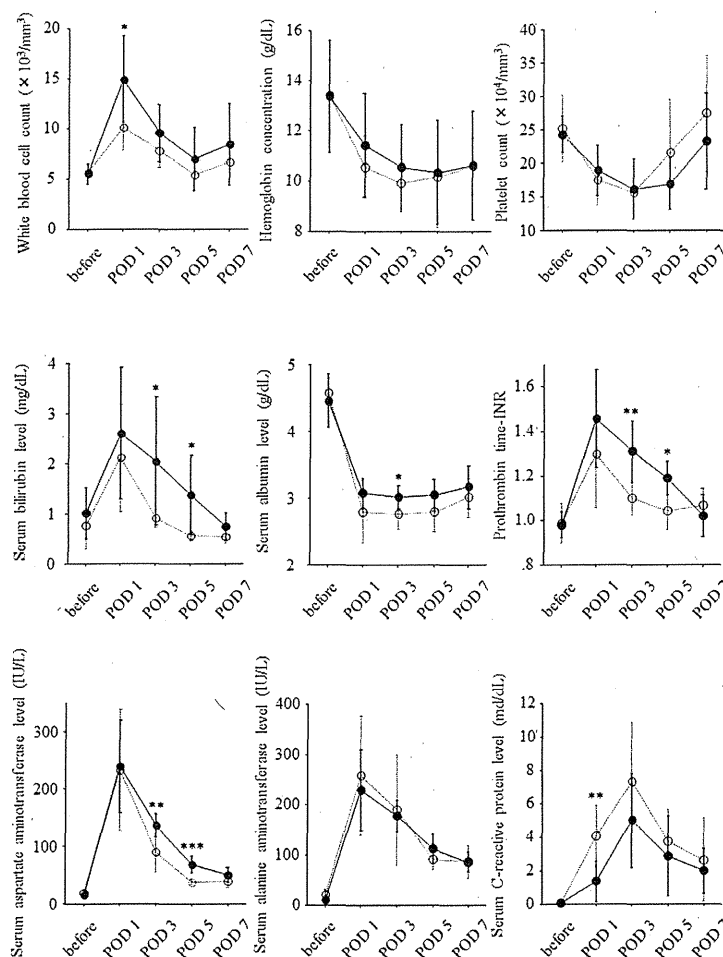 White blood cell count (× 10³/mm³)
20
15
10
5
0
*
before
POD 1
POD 3
POD 5
POD 7
Hemoglobin concentration (g/dL)
16
14
12
10
8
before
POD 1
POD 3
POD 5
POD 7
Platelet count (× 10⁴/mm³)
40
35
30
25
20
15
10
before
POD 1
POD 3
POD 5
POD 7
Serum bilirubin level (mg/dL)
4
3
2
1
0
*
*
before
POD 1
POD 3
POD 5
POD 7
Serum albumin level (g/dL)
5
4
3
2
*
before
POD 1
POD 3
POD 5
POD 7
Prothrombin time-INR
1.6
1.4
1.2
1.0
.8
**
*
before
POD 1
POD 3
POD 5
POD 7
Serum aspartate aminotransferase level (IU/L)
300
200
100
0
**
***
before
POD 1
POD 3
POD 5
POD 7
Serum alanine aminotransferase level (IU/L)
400
300
200
100
0
before
POD 1
POD 3
POD 5
POD 7
Serum C-reactive protein level (md/dL)
12
10
8
6
4
2
0
**
before
POD 1
POD 3
POD 5
POD 7